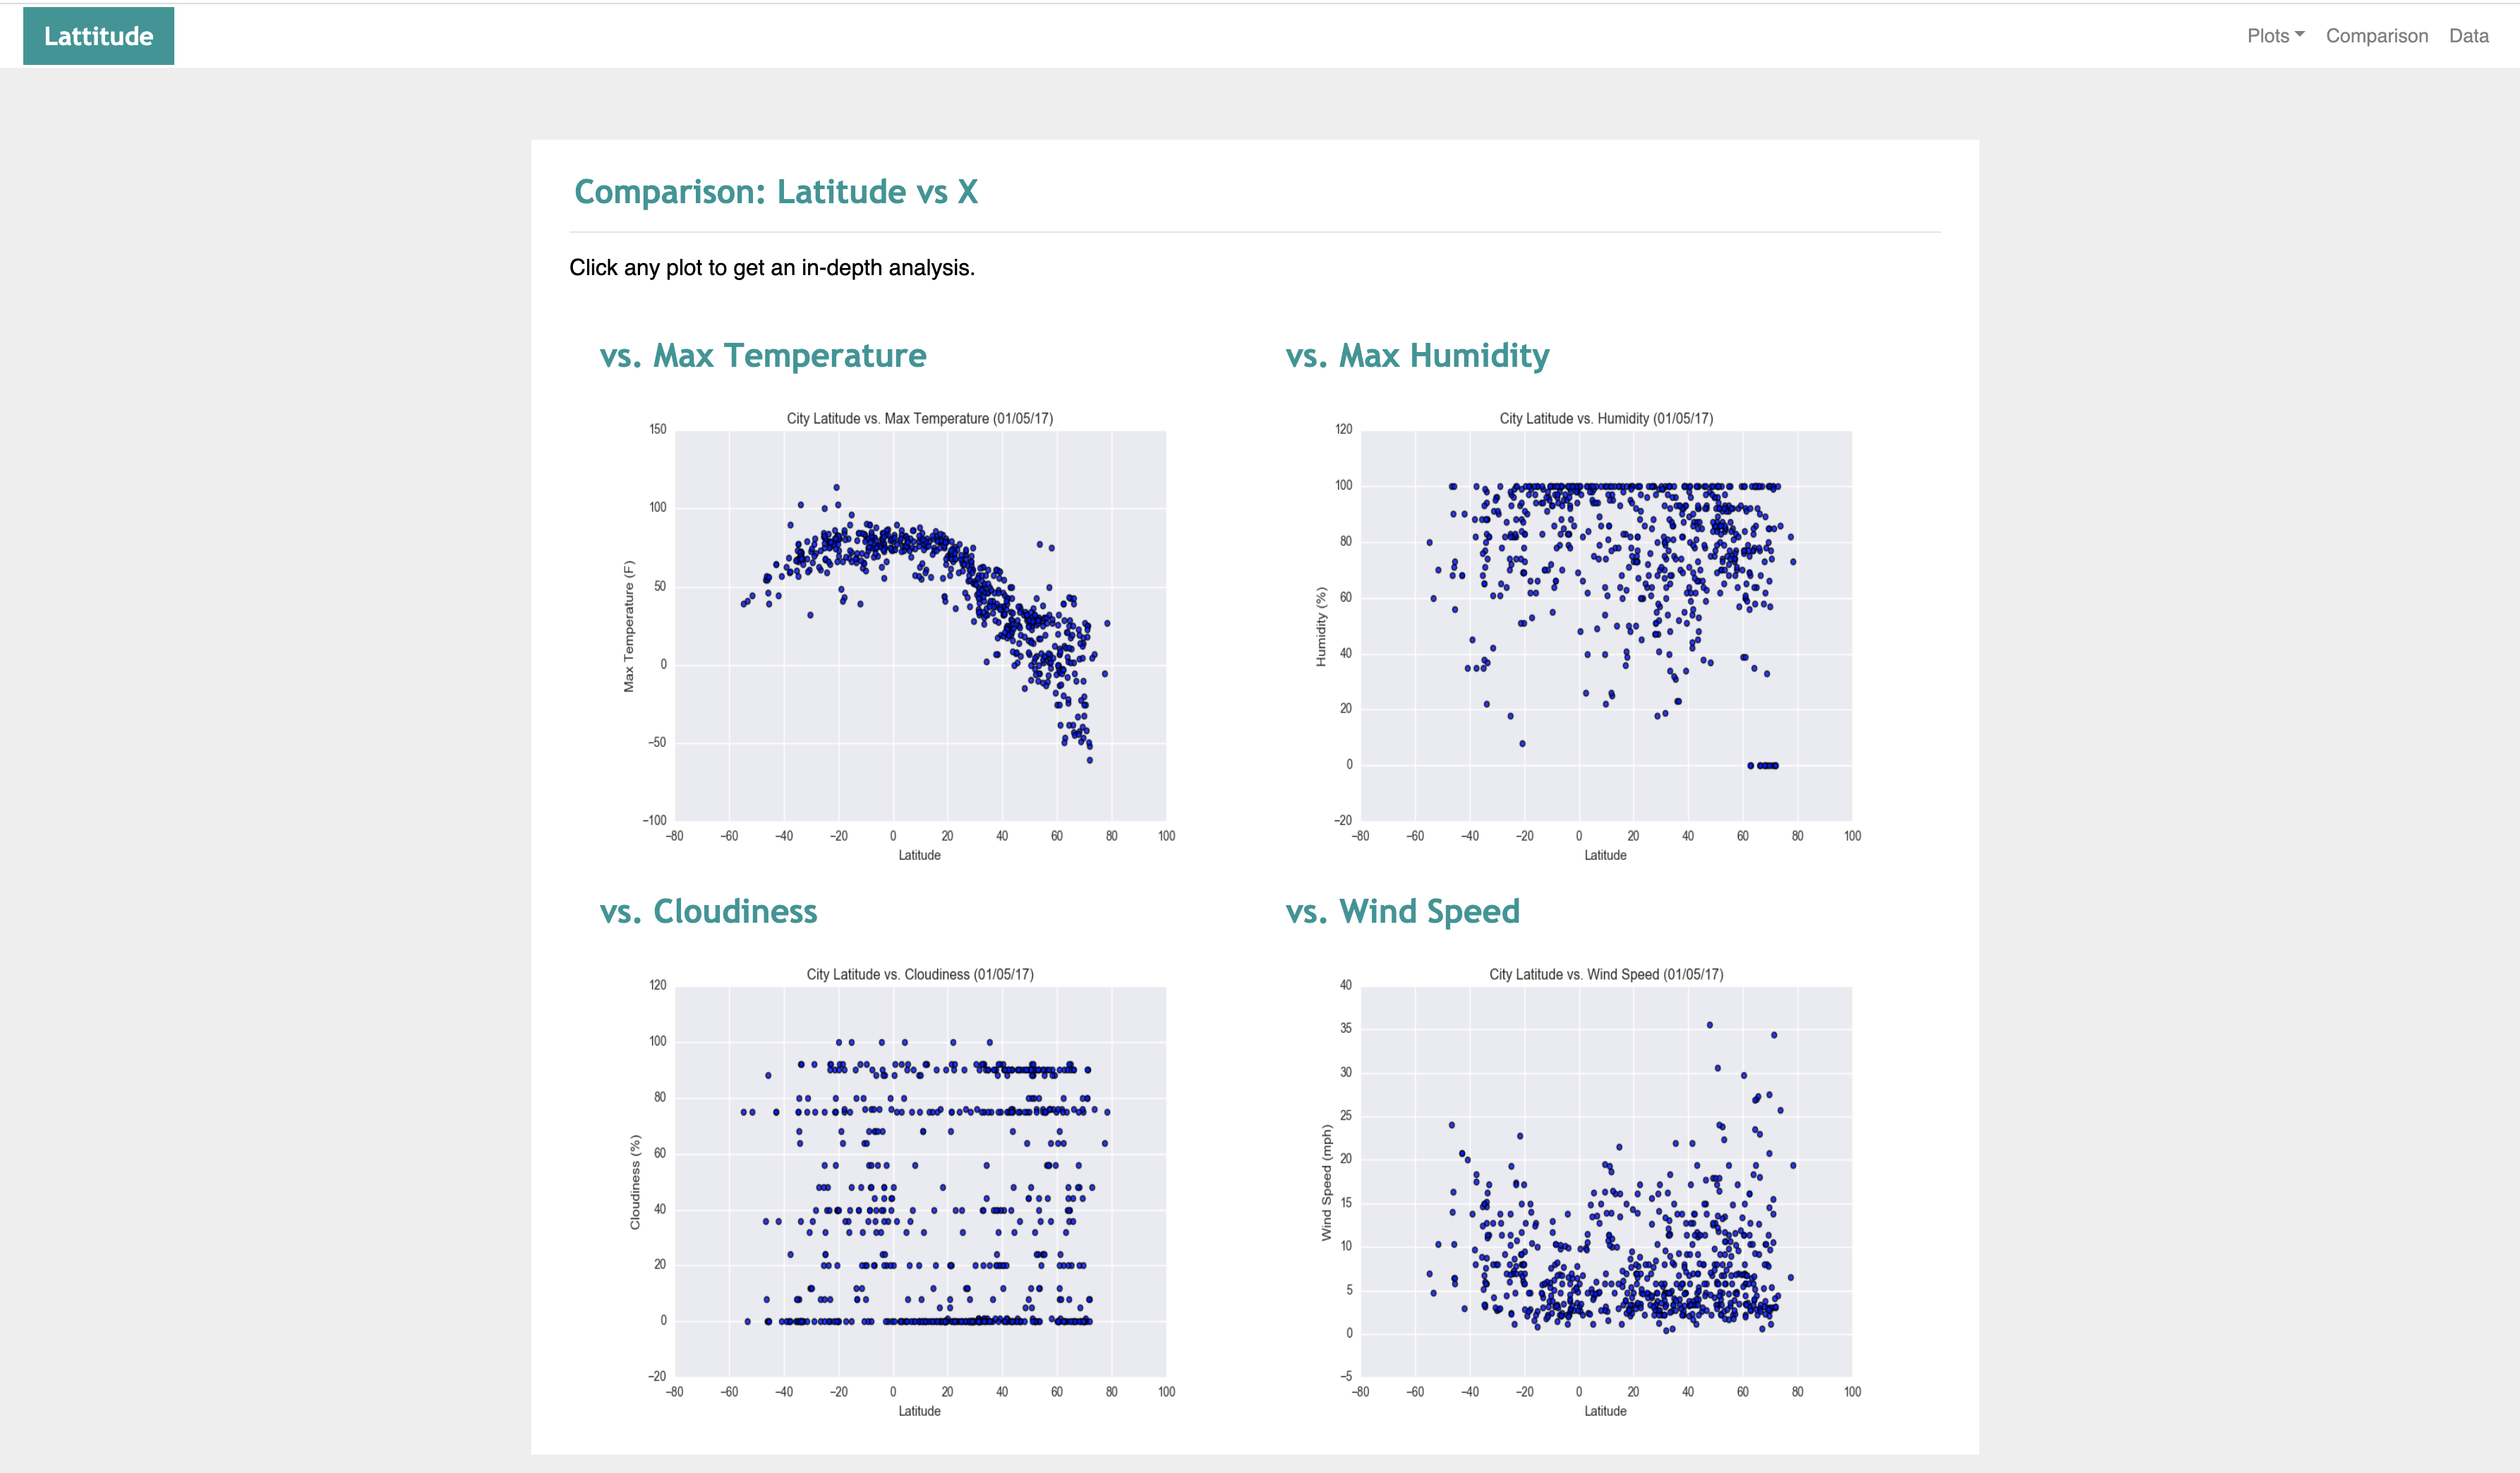 Lattitude
Plots Comparison Data
Comparison: Latitude vs X
Click any plot to get an in-depth analysis.
vs. Max Temperature
City Latitude vs. Max Temperature (01/05/17)
Max Temperature (F)
150
100
50
0
−50
−100
−80 −60 −40 −20 0 20 40 60 80 100
Latitude
vs. Max Humidity
City Latitude vs. Humidity (01/05/17)
Humidity (%)
120
100
80
60
40
20
0
−20
−80 −60 −40 −20 0 20 40 60 80 100
Latitude
vs. Cloudiness
City Latitude vs. Cloudiness (01/05/17)
Cloudiness (%)
120
100
80
60
40
20
0
−20
−80 −60 −40 −20 0 20 40 60 80 100
Latitude
vs. Wind Speed
City Latitude vs. Wind Speed (01/05/17)
Wind Speed (mph)
40
35
30
25
20
15
10
5
0
−5
−80 −60 −40 −20 0 20 40 60 80 100
Latitude